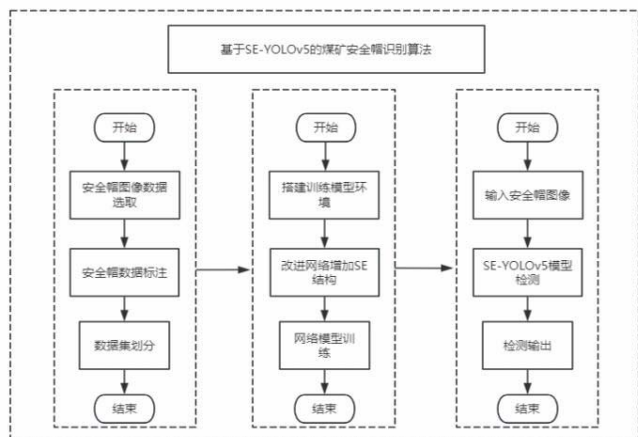 基于SE-YOLOv5的煤矿安全帽识别算法
开始
安全帽图像数据
选取
安全帽数据标注
数据集划分
结束
开始
搭建训练模型环
境
改进网络增加SE
结构
网络模型训
练
结束
开始
输入安全帽图像
SE-YOLOv5模型
检测
检测输出
结束